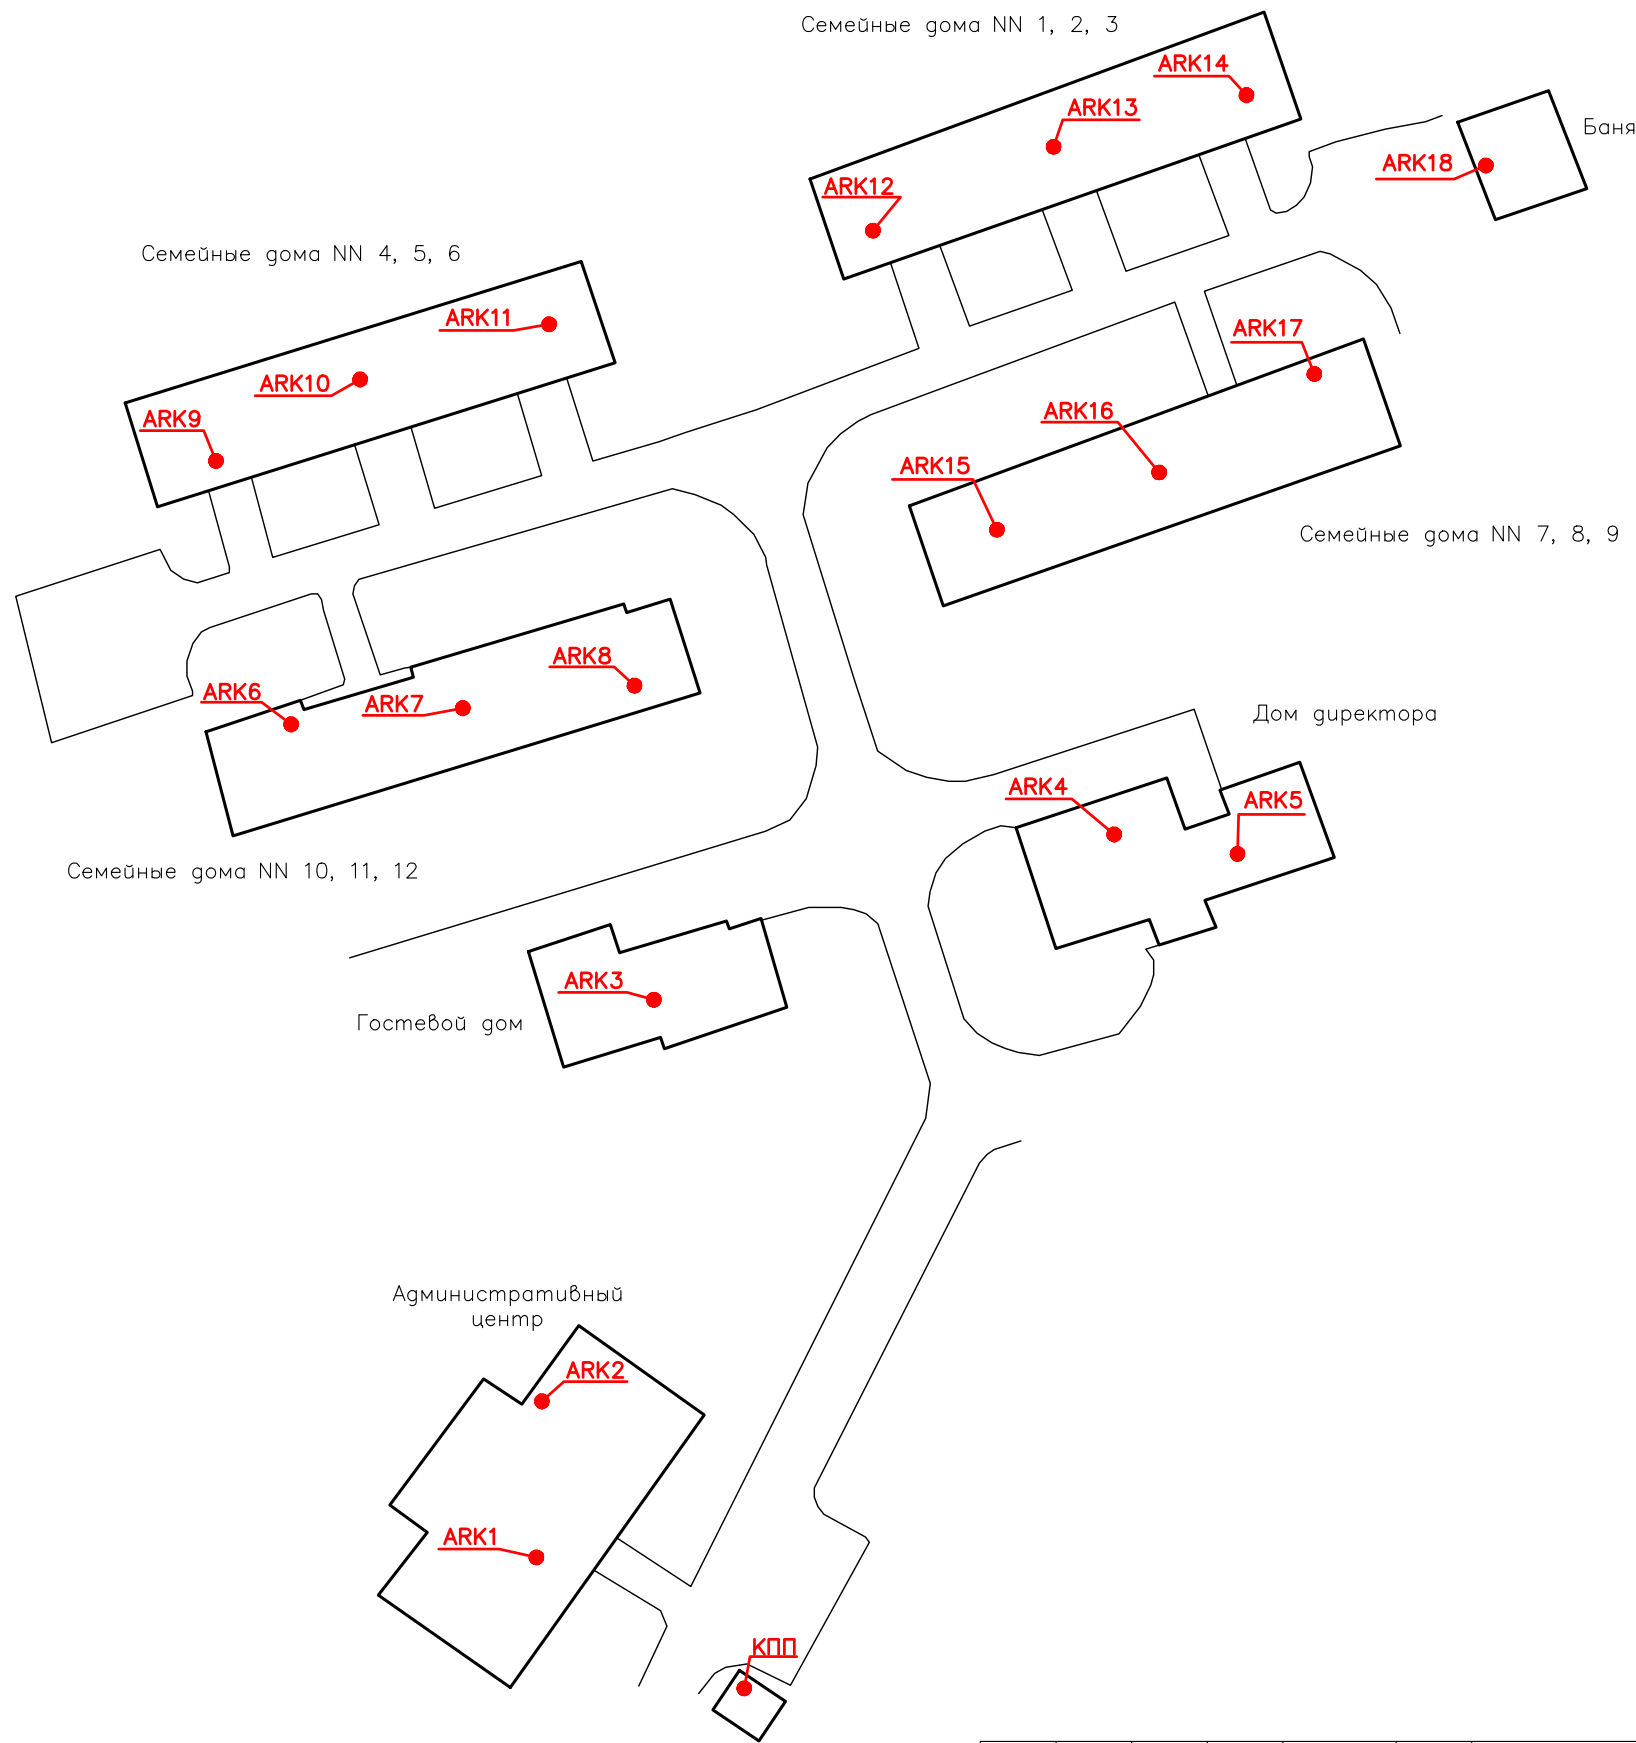 Семейные дома NN 1, 2, 3
ARK14
ARK13
Баня
ARK18
ARK12
Семейные дома NN 4, 5, 6
ARK11
ARK17
ARK10
ARK16
ARK9
ARK15
Семейные дома NN 7, 8, 9
ARK8
ARK6
ARK7
Дом директора
ARK4
ARK5
Семейные дома NN 10, 11, 12
ARK3
Гостевой дом
Административный
центр
ARK2
ARK1
КПП